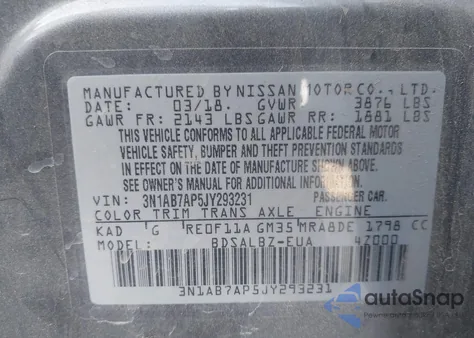 MANUFACTURED BY NISSAN MOTOR CO., LTD.
DATE: 03/18. GVWR 3876 LBS
GAWR FR: 2143 LBS GAWR RR: 1881 LBS
THIS VEHICLE CONFORMS TO ALL APPLICABLE FEDERAL MOTOR
VEHICLE SAFETY, BUMPER AND THEFT PREVENTION STANDARDS
IN EFFECT ON THE DATE OF MANUFACTURE SHOWN ABOVE.
SEE OWNER'S MANUAL FOR ADDITIONAL INFORMATION
VIN: 3N1AB7AP5JY293231 PASSENGER CAR.
COLOR TRIM TRANS AXLE ENGINE
KAD G RE0F11A GM35 MRA8DE 1798 CC
MODEL: BDSALBZ-EUA 4Z000
3N1AB7AP5JY293231
autoSnap